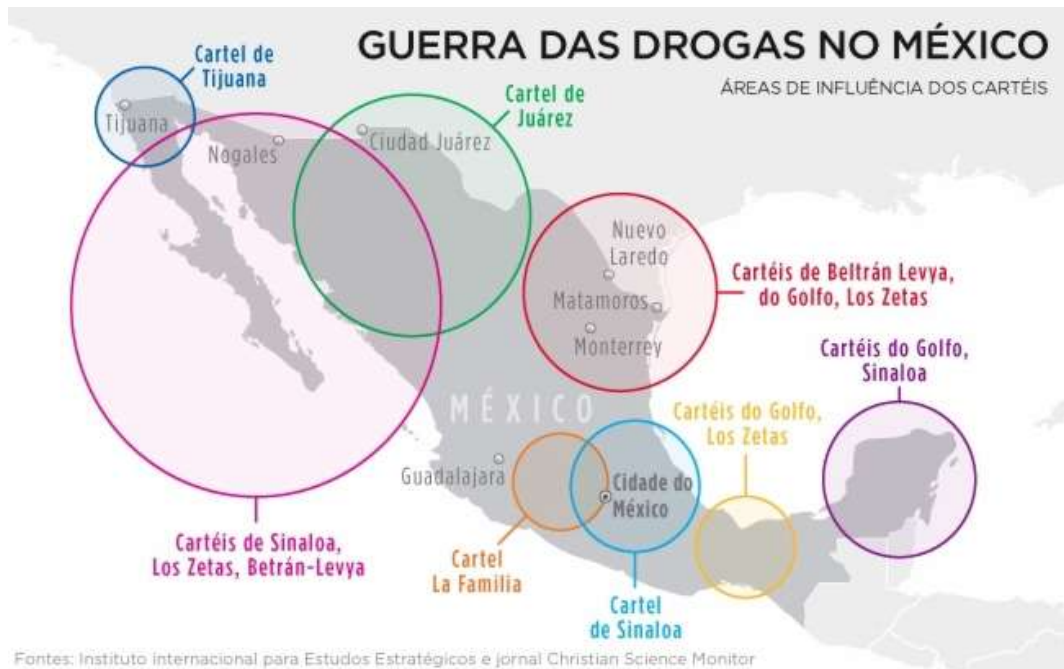 GUERRA DAS DROGAS NO MÉXICO
ÁREAS DE INFLUÊNCIA DOS CARTÉIS
Cartel de
Tijuana
Tijuana
Nogales
Cartel de
Juárez
Ciudad Juárez
Nuevo
Laredo
Matamoros
Monterrey
Cartéis de Beltrán Levya,
do Golfo, Los Zetas
Cartéis do Golfo,
Sinaloa
MÉXICO
Cartéis do Golfo,
Los Zetas
Guadalajara
Cidade do
México
Cartéis de Sinaloa,
Los Zetas, Betrán-Levya
Cartel
La Familia
Cartel
de Sinaloa
Fontes: Instituto internacional para Estudos Estratégicos e jornal Christian Science Monitor